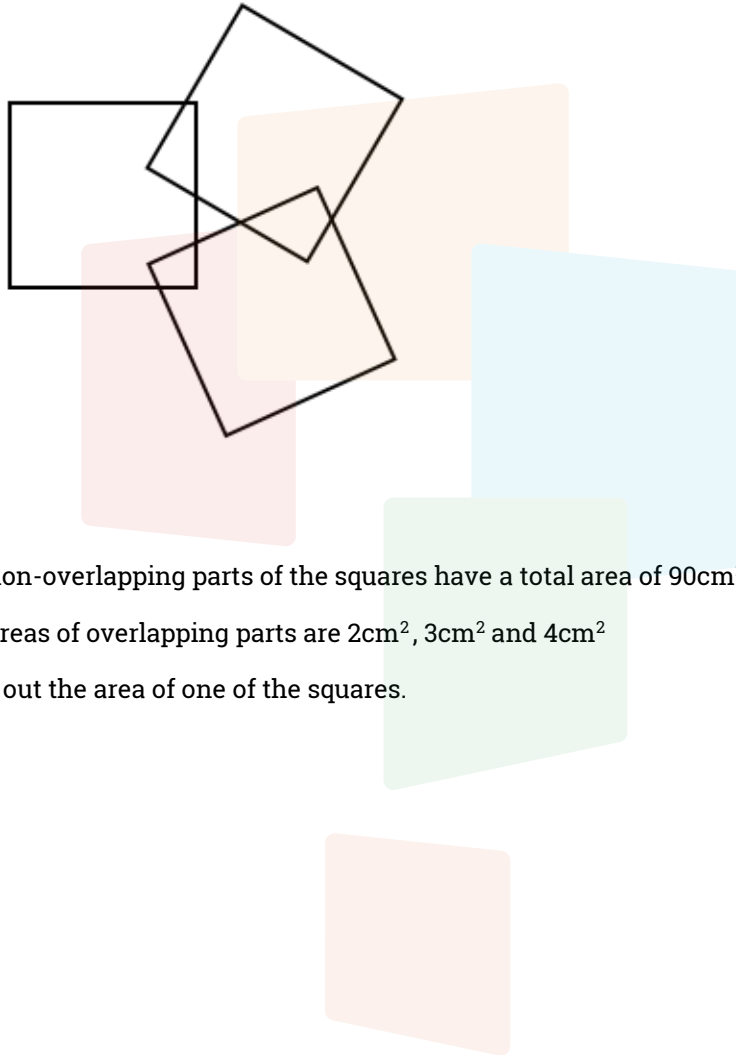 on-overlapping parts of the squares have a total area of 90cm
reas of overlapping parts are 2cm², 3cm² and 4cm²
out the area of one of the squares.